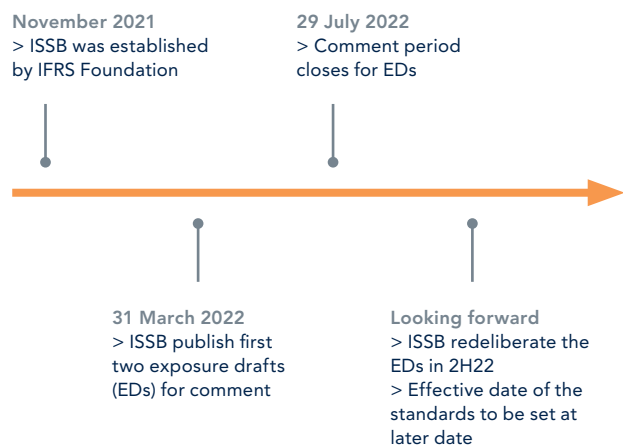 November 2021
> ISSB was established
by IFRS Foundation
29 July 2022
> Comment period
closes for EDs
31 March 2022
> ISSB publish first
two exposure drafts
(EDs) for comment
Looking forward
> ISSB redeliberate the
EDs in 2H22
> Effective date of the
standards to be set at
later date